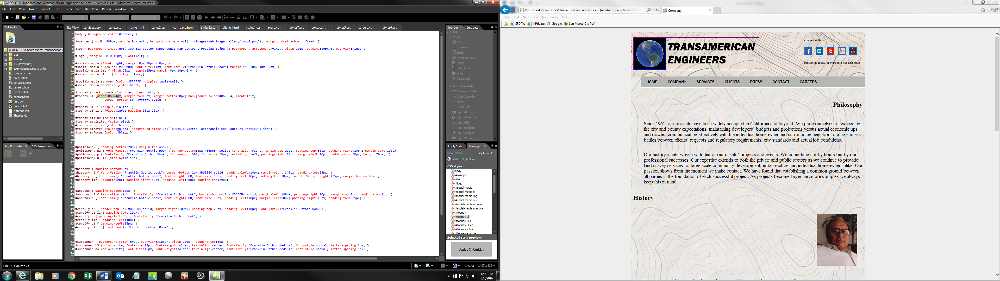 \\FRONTDESK\SharedDocs\Transamerican Engineers site (new)\CSS\styles3.css - Microsoft Expression Web 4
File Edit View Insert Format Tools Table Site Data View Panels Window Help
Folder List
\\FRONTDESK\SharedDocs\Transamerican E
CSS
images
JS (JavaScript)
TAE Website Docs & Links
company.html
press.html
services.aspx
careers.html
clients.html
contact.html
first.dwt
home.html
Notepad.lnk
Thumbs.db
Tag Properties CSS Properties
Site View services.aspx styles.css home.html styles2.css company.html styles3.css clients.html styles4.css press.html styles7.css contact.html styles5.css careers.html styles6.css
1 body { background-color:#eeeeee; }
2
3 #wrapper { width:900px; margin:0px auto; background-image:url('../images/web image gallery/topo2.png'); background-attachment:fixed; }
4
5 #top { background-image:url('800x518_Vector-Topographic-Map-Contours-Preview-1.jpg'); background-attachment:fixed; width:100%; padding:20px 0; overflow:hidden; }
6
7 #logo { margin:0 0 0 10px; float:left; }
8
9 #social-media {float:right; margin:0px 10px 0 0px; }
10 #social-media p {color: #000000; font-size:11px; font-family:"Franklin Gothic Book"; margin:4px 10px 4px 39px; }
11 #social-media img { width:25px; height:25px; margin:0px 10px 0 0; }
12 #social-media ul li { display:inline;}
13
14 #social-media a:hover {color:#FFFFFF; display:table-cell; }
15 #social-media a:active {color:black;  }
16
17 #topnav { background-color:gray; clear:both; }
18 #topnav ul {width:860.4px; margin-top:0px; margin-bottom:0px; background-color:#B6B6B4; float:left;
19 border-bottom:3px #fffffc solid; }
20
21 #topnav ul li {display:inline; }
22 #topnav ul li a {float:left; padding:10px 20px; }
23
24 #topnav a:link {color:black; }
25 #topnav a:visited {color:black;}
26 #topnav a:active {color:black;}
27 #topnav a:hover {color:#black; background-image:url('800x518_Vector-Topographic-Map-Contours-Preview-1.jpg'); }
28 #topnav a:focus {color:#black;}
29
30
31
32 #philosophy { padding-bottom:20px; margin-top:45px; }
33 #philosophy h2 { font-family:"Franklin Gothic book"; border-bottom:1px #B6B6B4 solid; text-align:right; margin-top:auto; padding-top:50px; padding-right:10px; margin-left:100px;}
34 #philosophy p { font-family:"Franklin Gothic Book"; font-weight:500; font-size:19px; text-align:left; padding-right:10px; margin-left:10px; padding-top:30px; height:70px;  }
35 #philosophy ul li {display:inline; }
36
37
38 #history { padding-bottom:0px; }
39 #history h2 { font-family:"Franklin Gothic book"; border-bottom:1px #B6B6B4 solid; padding-left:10px; margin-right:140px; padding-top:35px; }
40 #history p { font-family:"Franklin Gothic book"; font-weight:500; font-size:19px; padding-left:10px; padding-top:30px;  width:709px; height:135px; margin-bottom:0px; }
41 #history img { float:right; padding-right:30px; padding-left:20px; padding-top:29px; }
42
43
44 #aboutus { padding-bottom:10px; }
45 #aboutus h2 { text-align:right; font-family:"Franklin Gothic book"; border-bottom:1px #B6B6B4 solid; margin-left:100px; padding-right:10px; margin-top:0px; padding-top:0px; }
46 #aboutus p { font-family:"Franklin Gothic book"; font-weight:500; font-size:19px; padding-left:10px; margin-left:50px; padding-right:15px; padding-top: 25px; }
47
48
49 #certify h2 { border-top:1px #B6B6B4 solid; margin-right:100px; padding-top:25px; padding-left:10px; font-family:"Franklin Gothic Book"; }
50 #certify ul li { padding-left:10px; }
51 #certify p { padding-left:35px; font-family:"Franklin Gothic Book"; }
52 #certify img { padding-left:40px; }
53 #certify ul { padding-left:55px; }
54 #certify ul li { font-family:"Franklin Gothic Book"; }
55
56
57
58 #subbanner { background-color:gray; overflow:hidden; width:100% ; padding-top:3px; }
59 #subbanner h3 {color:white; font-size:18px; font-weight:bolder; text-align:center; font-family:"Franklin Gothic Medium"; font-style:normal; letter-spacing:1px; }
60 #subbanner h4 {color:white; font-size:18px; font-weight:bolder; text-align:center; font-family:"Franklin Gothic Medium"; font-style:normal; letter-spacing:1px; }
61
Toolbox Snippets
HTML
Tags
<div>
<span>
Break
Horizontal Line
Image
Inline Frame
Layer
Paragraph
Form Controls
Advanced Button
Drop-Down Box
Form
Group Box
Input (Button)
Input (Checkbox)
Input (File)
Input (Hidden)
Input (Image)
Input (Password)
Apply Styles Manage...
New Style... Options
Attach Style Sheet...
CSS styles:
body
#wrapper
#top
#logo
#social-media
#social-media p
#social-media img
#social-media ul li
#social-media a:hover
#social-media a:active
#topnav
#topnav ul
#topnav ul li
#topnav ul li a
#topnav a:link
#topnav a:visited
Selected style preview:
AaBbYyGgLlJj
Line 18, Column 25
CSS 2.1 1437 x 415
12:31 PM
2/3/2016
\\frontdesk\SharedDocs\Transamerican Engineers site (new)\company.html
Company
File Edit View Favorites Tools Help
SFDPW InPrivate Google San Mateo Cty PW
TRANSAMERICAN
ENGINEERS
Connect With Us
contact us today for more info 415 553 4092
HOME COMPANY SERVICES CLIENTS PRESS CONTACT CAREERS
Philosophy
Since 1961, our projects have been widely accepted in California and beyond. We pride ourselves on exceeding
the city and county expectations, maintaining developers’ budgets and projections versus actual economic ups
and downs, communicating effectively with the individual homeowner and surrounding neighbors during endless
battles between clients’ requests and regulatory requirements, city standards and actual job conditions.
Our history is interwoven with that of our clients’ projects and events. We count time not by hours but by our
professional successes. Our expertise extends to both the private and public sectors as we continue to provide
land survey services for large scale community development, infrastructure and individual homeowners alike. Our
passion shows from the moment we make contact. We have found that establishing a common ground between
all parties is the foundation of each successful project. As projects become larger and more complex we always
keep this in mind.
History